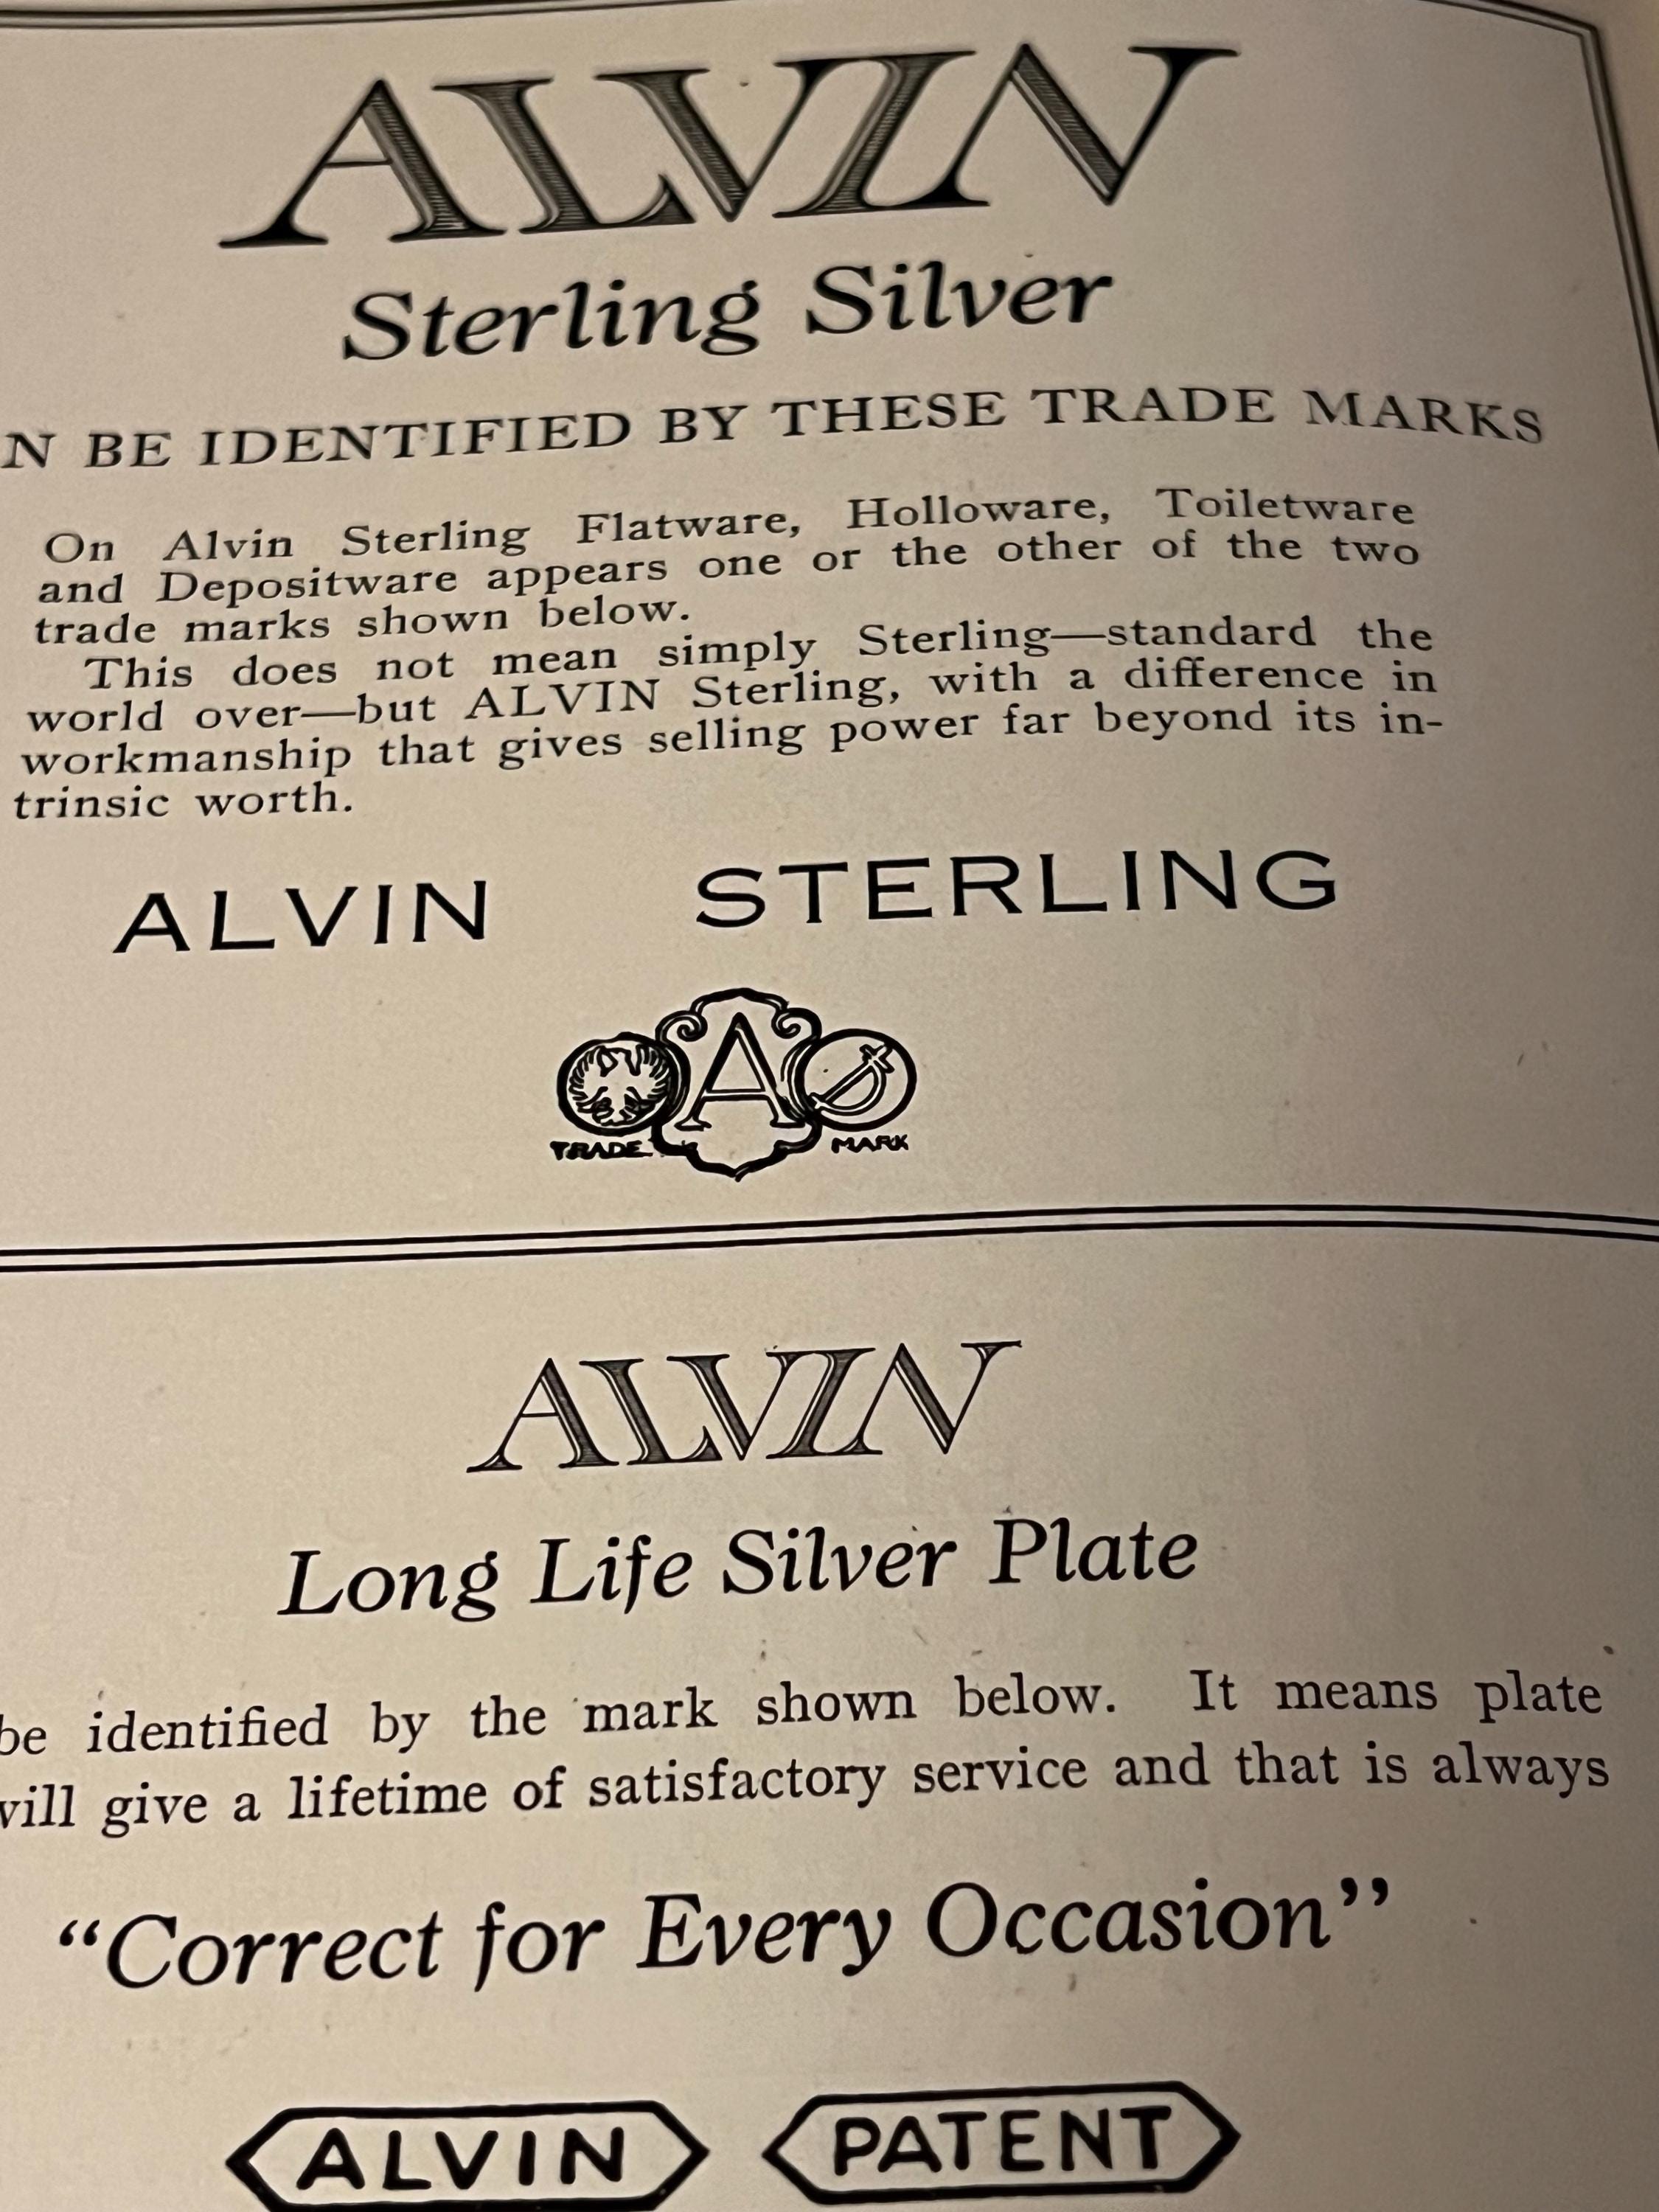 ALVIN
Sterling Silver
N BE IDENTIFIED BY THESE TRADE MARKS
On Alvin Sterling Flatware, Holloware, Toiletware
and Depositware appears one or the other of the two
trade marks shown below.
This does not mean simply Sterling—standard the
world over—but ALVIN Sterling, with a difference in
workmanship that gives selling power far beyond its in-
trinsic worth.
ALVIN STERLING
A
TRADE MARK
ALVIN
Long Life Silver Plate
be identified by the mark shown below. It means plate
will give a lifetime of satisfactory service and that is always
“Correct for Every Occasion”
ALVIN PATENT